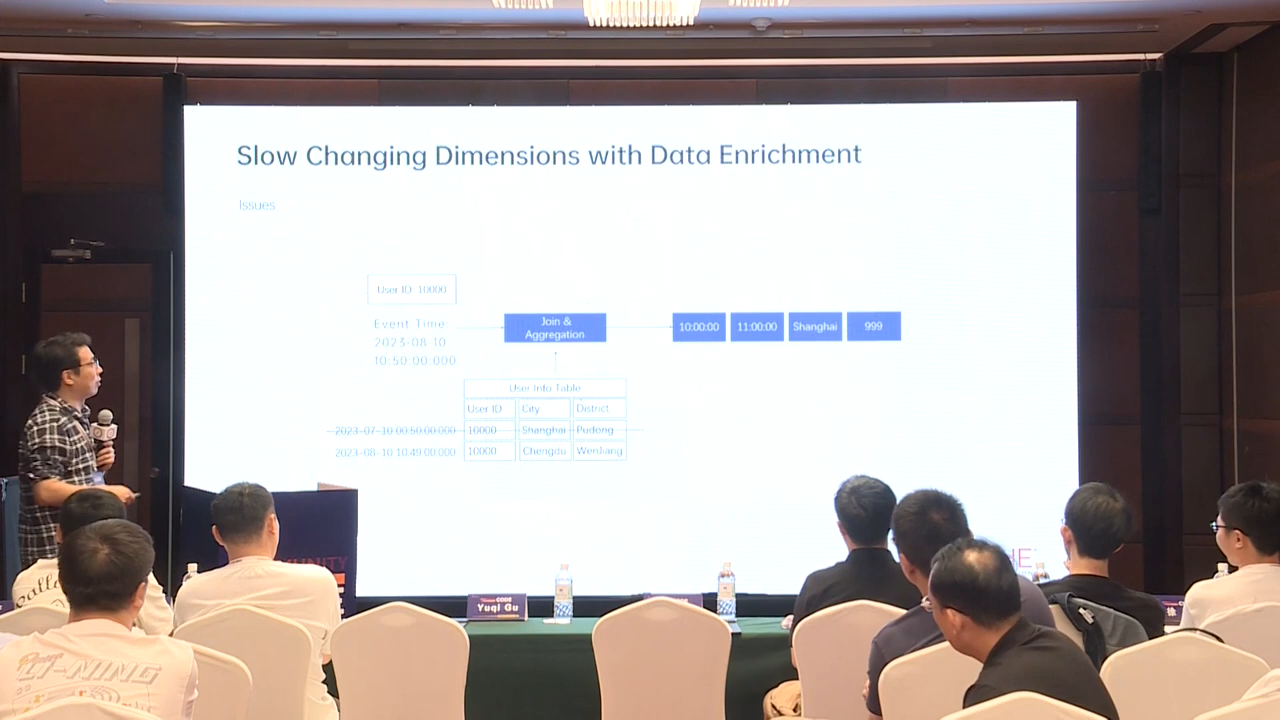 Slow Changing Dimensions with Data Enrichment
Issues
User ID: 10000
Event Time:
2023-08-10
10:50:00:000
Join &
Aggregation
10:00:00
11:00:00
Shanghai
999
User Info Table
User ID
City
District
2023-07-10 00:50:00:000
10000
Shanghai
Pudong
2023-08-10 10:49:00:000
10000
Chengdu
WenJiang
CODE
Yuqi Gu
LI-NING